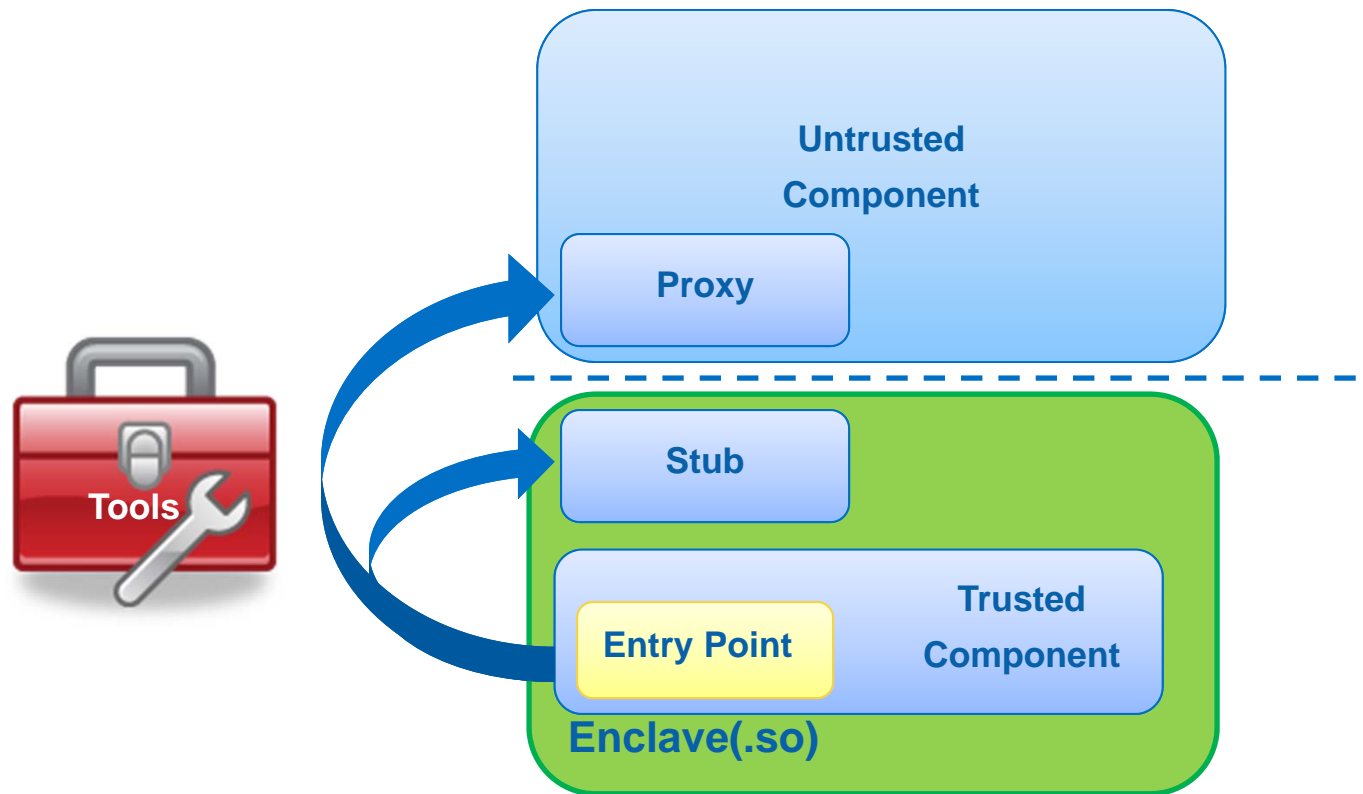 Untrusted
Component
Proxy
Tools
Stub
Trusted
Component
Entry Point
Enclave(.so)